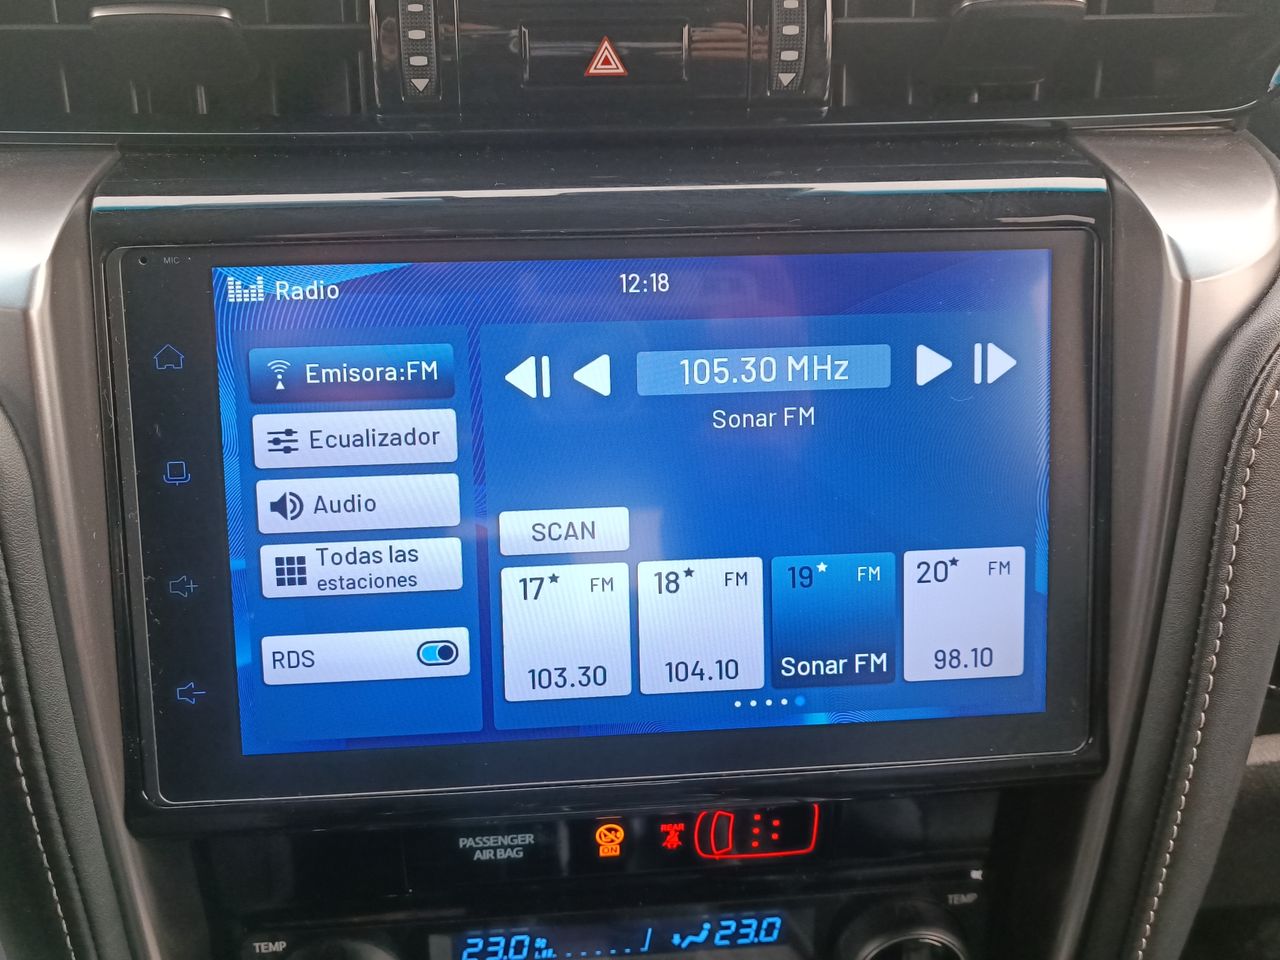 MIC
Radio
12:18
Emisora:FM
105.30 MHz
Sonar FM
Ecualizador
Audio
Todas las
estaciones
RDS
SCAN
17 FM
103.30
18 FM
104.10
19 FM
Sonar FM
20 FM
98.10
PASSENGER
AIR BAG
ON
REAR
TEMP
TEMP
23.0
23.0